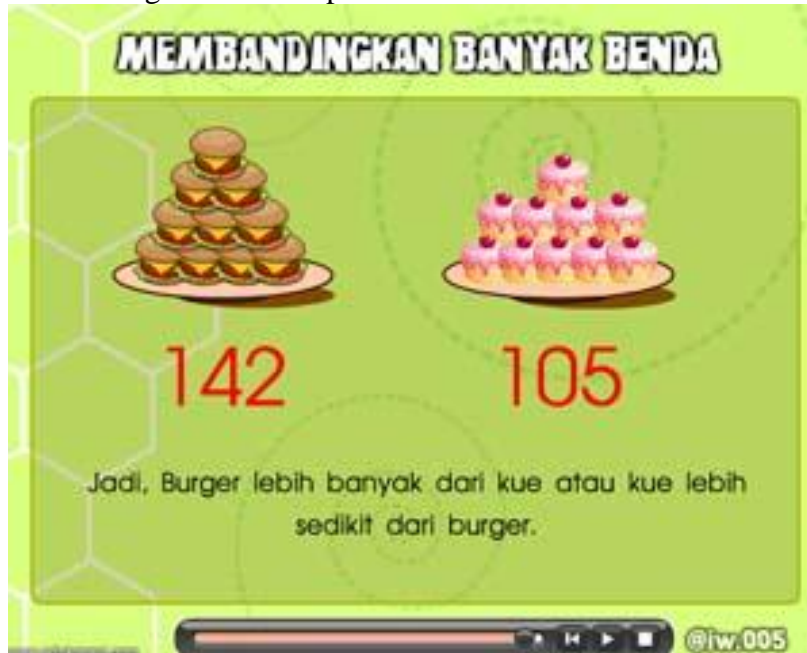 MEMBANDINGKAN BANYAK BENDA
142 105
Jadi, Burger lebih banyak dari kue atau kue lebih
sedikit dari burger.
@iw.005